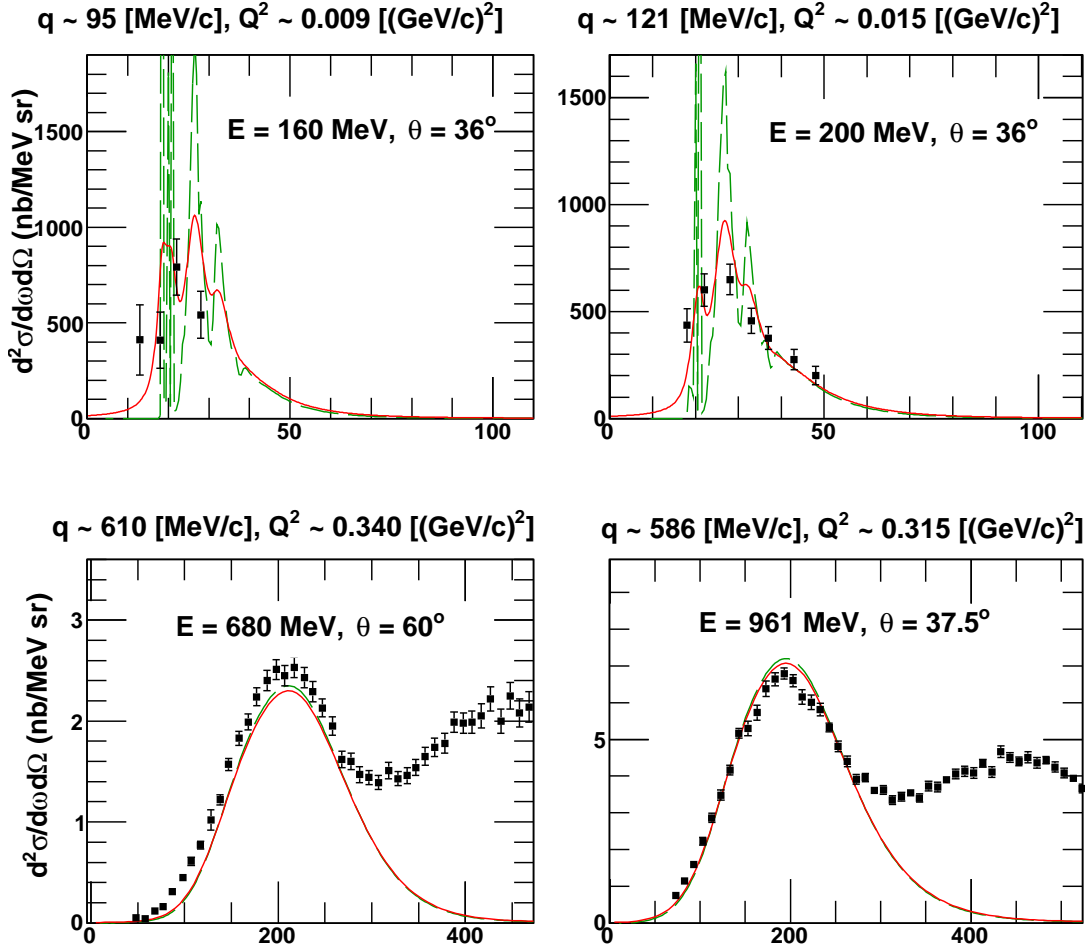 q ~ 95 [MeV/c], Q² ~ 0.009 [(GeV/c)²]
q ~ 121 [MeV/c], Q² ~ 0.015 [(GeV/c)²]
d²σ/dωdΩ (nb/MeV sr)
E = 160 MeV, θ = 36°
0
500
1000
1500
0
50
100
E = 200 MeV, θ = 36°
0
500
1000
1500
0
50
100
q ~ 610 [MeV/c], Q² ~ 0.340 [(GeV/c)²]
q ~ 586 [MeV/c], Q² ~ 0.315 [(GeV/c)²]
d²σ/dωdΩ (nb/MeV sr)
E = 680 MeV, θ = 60°
0
1
2
3
0
200
400
E = 961 MeV, θ = 37.5°
0
5
0
200
400